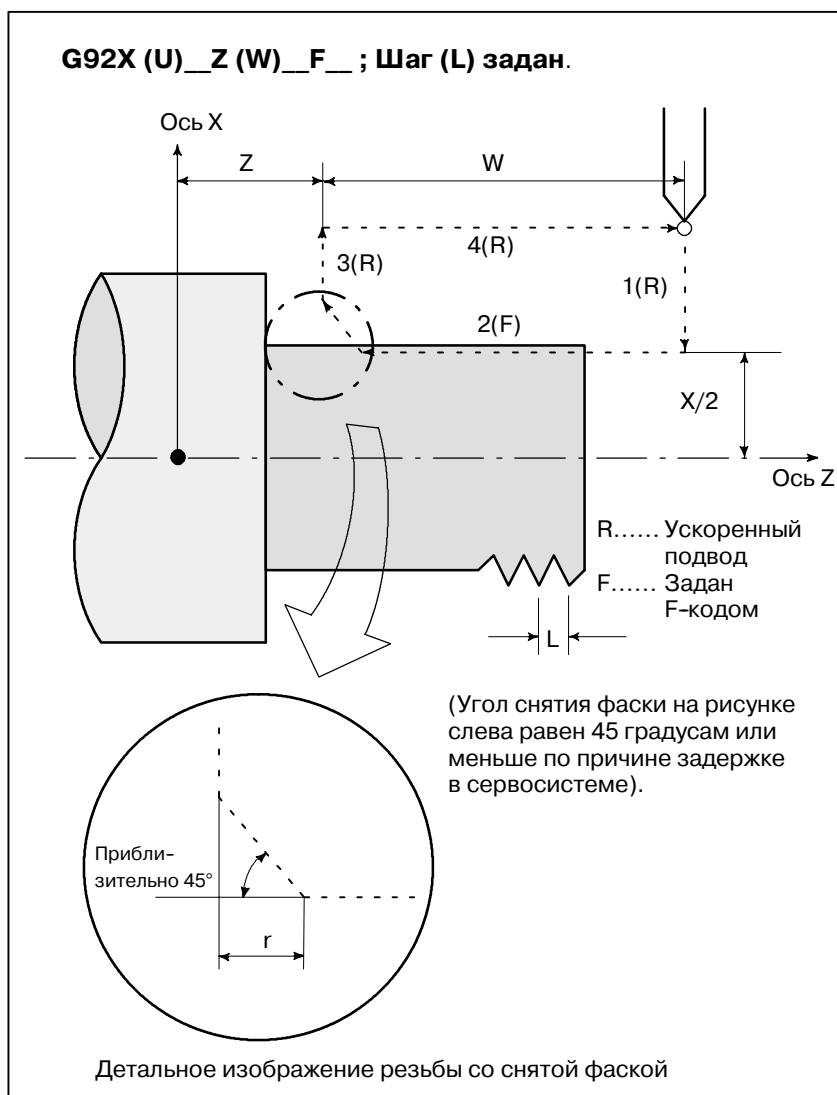 G92X (U)__Z (W)__F__ ; Шаг (L) задан.
Ось X
Z
W
4(R)
3(R)
1(R)
2(F)
X/2
Ось Z
R...... Ускоренный
подвод
F...... Задан
F-кодом
L
(Угол снятия фаски на рисунке
слева равен 45 градусам или
меньше по причине задержке
в сервосистеме).
Прибли-
зительно 45°
r
Детальное изображение резьбы со снятой фаской